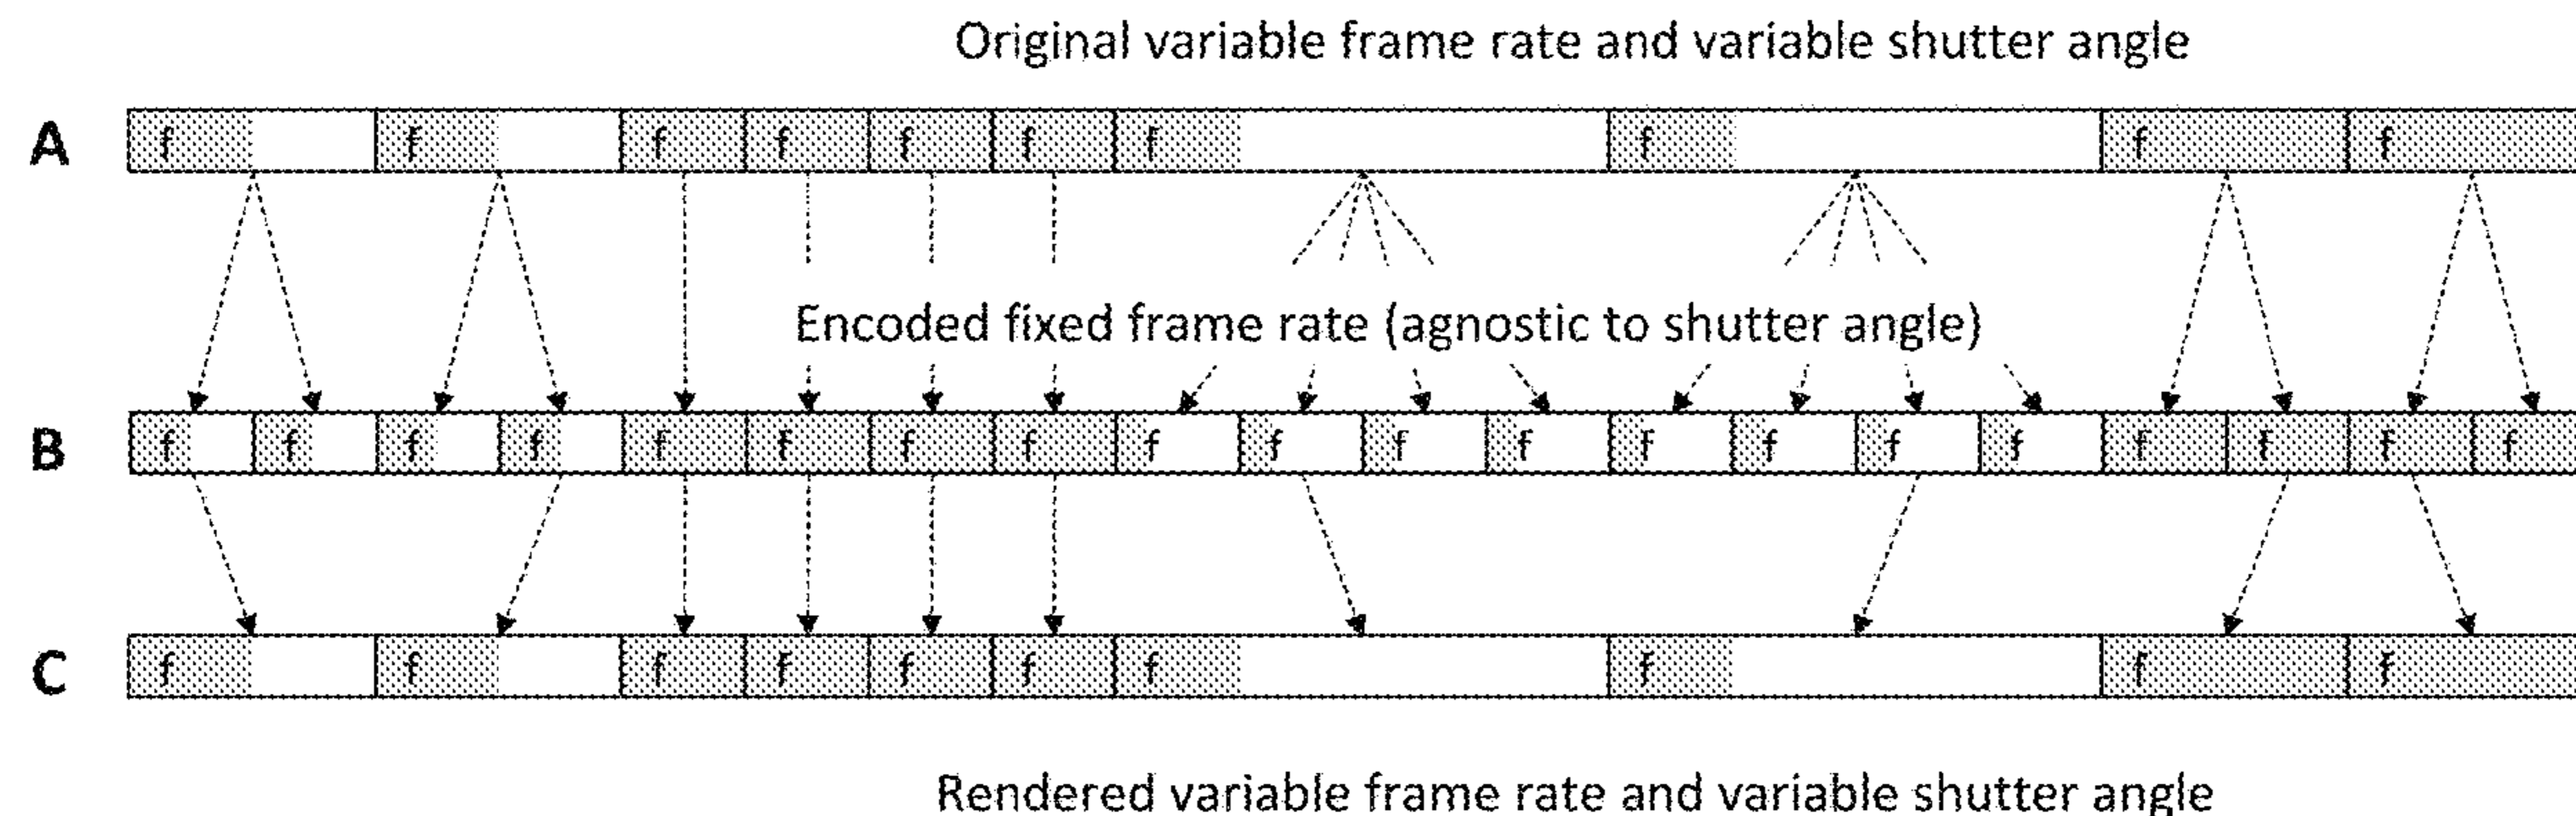 Original variable frame rate and variable shutter angle
A f f f f f f f f f f
Encoded fixed frame rate (agnostic to shutter angle)
B f f f f f f f f f f f f f f f f f f f f
C f f f f f f f f f f
Rendered variable frame rate and variable shutter angle